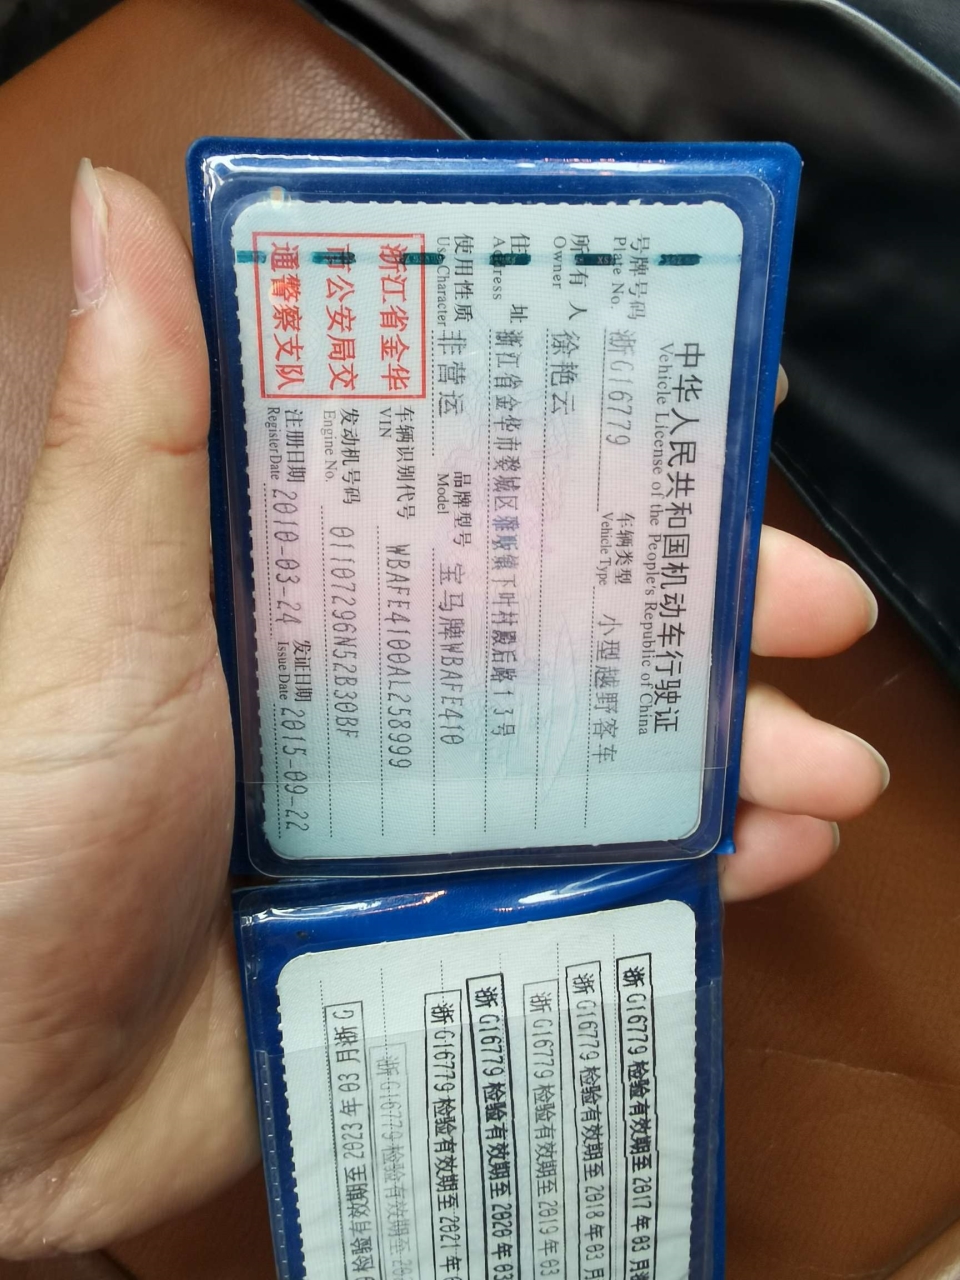 中华人民共和国机动车行驶证
Vehicle License of the People's Republic of China
号牌号码 浙G16779 车辆类型 小型越野客车
Plate No. Vehicle Type
所有人 徐艳云
Owner
住址 浙江省金华市婺城区雅畈镇下叶村殿后路13号
Address
使用性质 非营运 品牌型号 宝马牌WBAFE410
Use Character Model
浙江省金华
市公安局交
通警察支队
车辆识别代号 WBAFE4100AL258999
VIN
发动机号码 01107296N52B30BF
Engine No.
注册日期 2010-03-24 发证日期 2015-09-22
Register Date Issue Date
浙G16779检验有效期至2017年03月浙
浙G16779检验有效期至2018年03月
浙G16779检验有效期至2019年03
浙G16779检验有效期至2020年03
浙G16779检验有效期至2021年
浙G16779检验有效期至20
检验有效期至2023年03月浙G